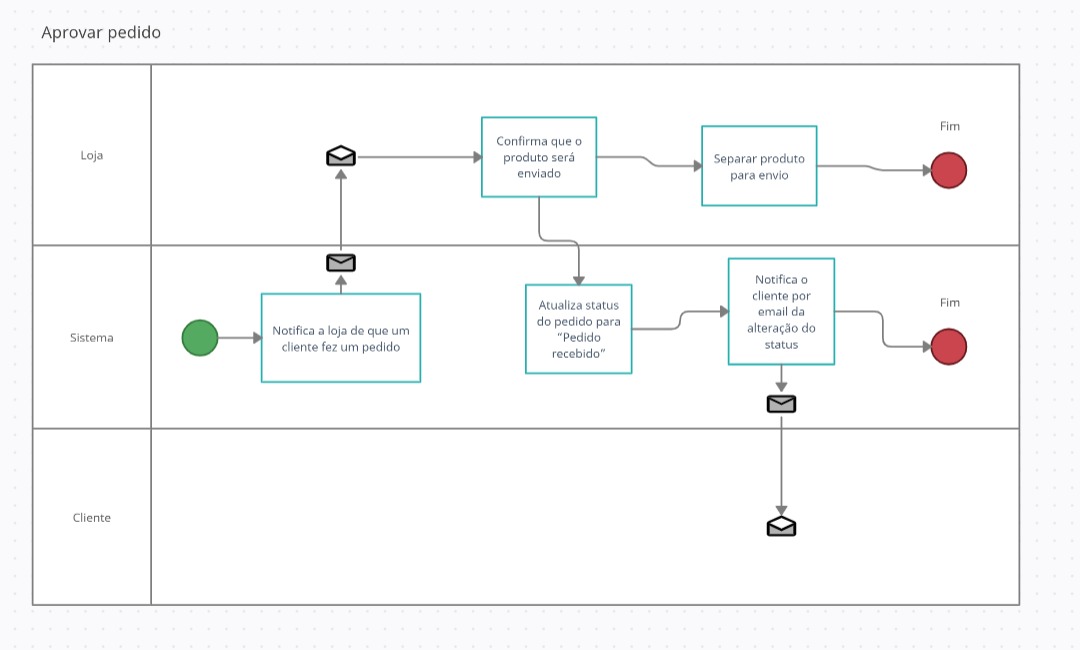 Aprovar pedido
Loja
Confirma que o
produto será
enviado
Separar produto
para envio
Fim
Sistema
Notifica a loja de que um
cliente fez um pedido
Atualiza status
do pedido para
“Pedido
recebido”
Notifica o
cliente por
email da
alteração do
status
Fim
Cliente